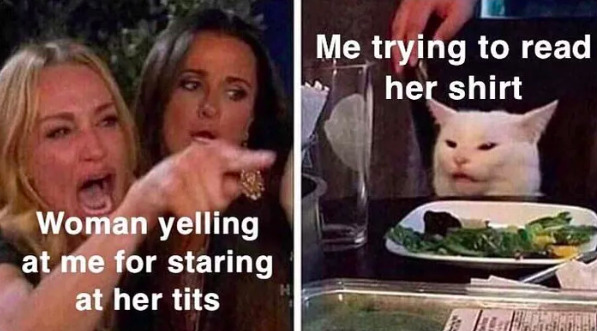 Woman yelling
at me for staring
at her tits
Me trying to read
her shirt